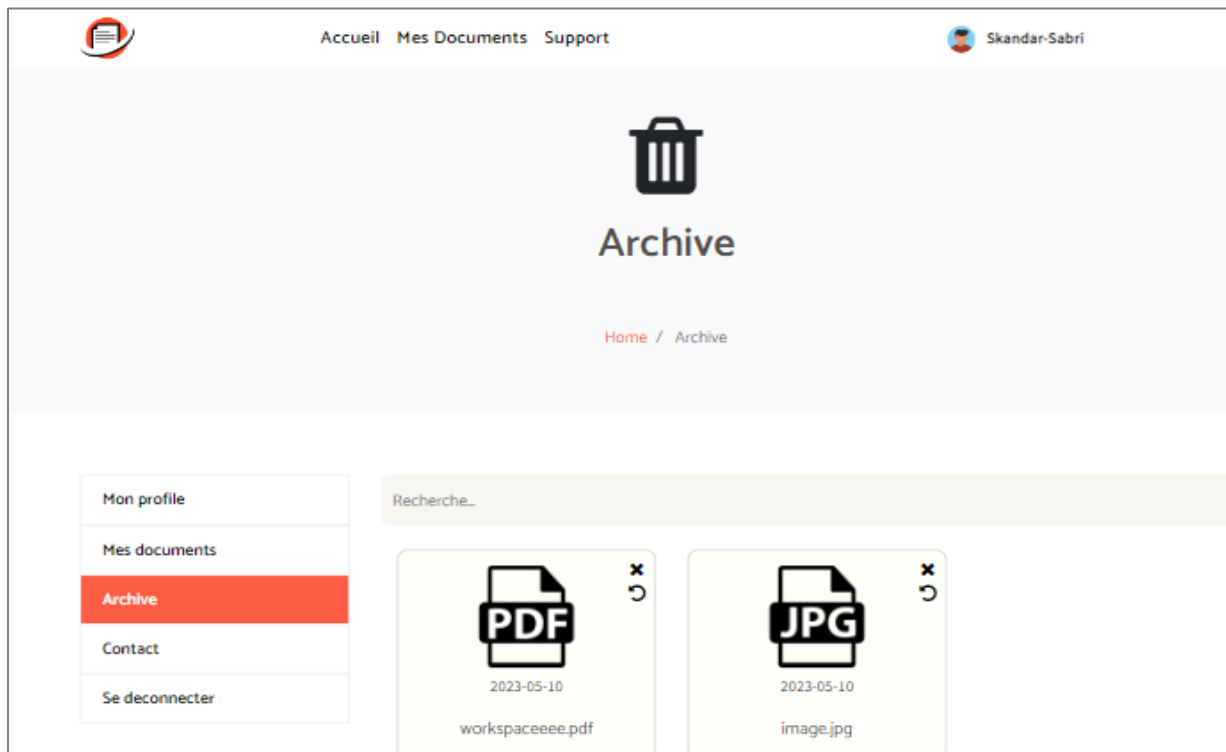 Accueil Mes Documents Support Skandar-Sabri
Archive
Home / Archive
Mon profile
Mes documents
Archive
Contact
Se deconnecter
Recherche...
PDF
2023-05-10
workspaceeee.pdf
JPG
2023-05-10
image.jpg